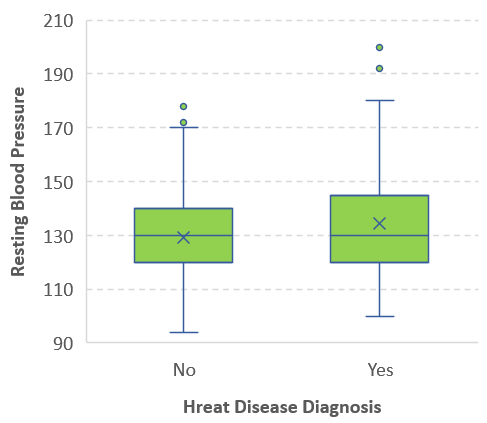 210
190
170
150
130
110
90
Resting Blood Pressure
No Yes
Hreat Disease Diagnosis